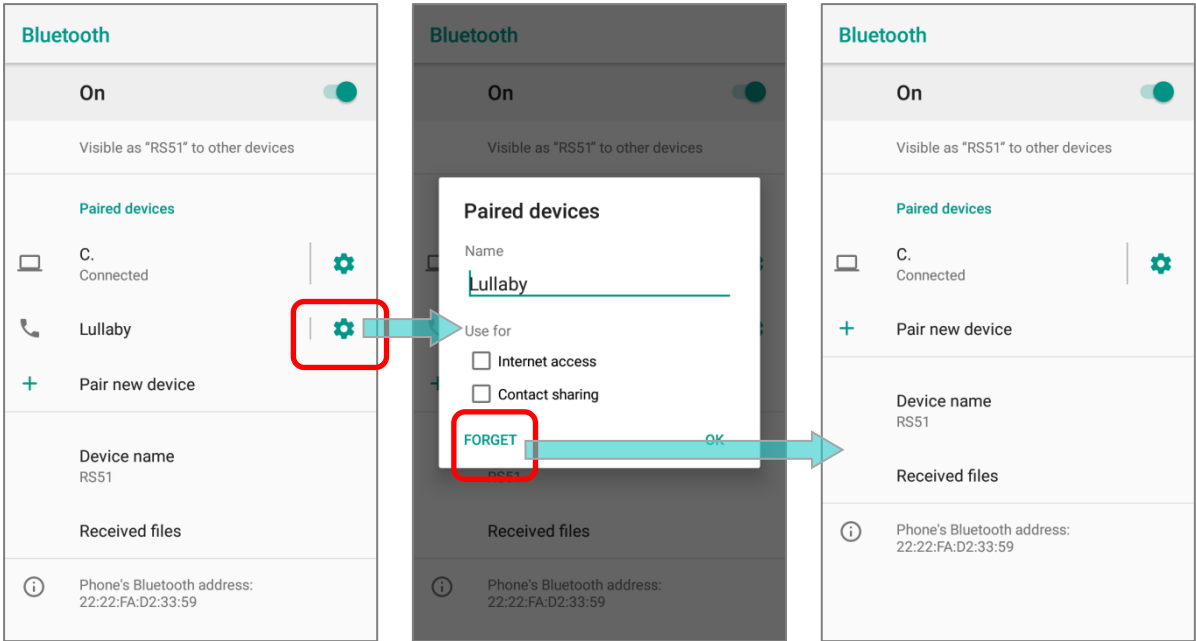 Bluetooth
On
Visible as “RS51” to other devices
Paired devices
C.
Connected
Lullaby
Pair new device
Device name
RS51
Received files
Phone's Bluetooth address:
22:22:FA:D2:33:59
Bluetooth
On
Visible as “RS51” to other devices
Paired devices
Name
Lullaby
Use for
Internet access
Contact sharing
FORGET
OK
RS51
Received files
Phone's Bluetooth address:
22:22:FA:D2:33:59
Bluetooth
On
Visible as “RS51” to other devices
Paired devices
C.
Connected
Pair new device
Device name
RS51
Received files
Phone's Bluetooth address:
22:22:FA:D2:33:59